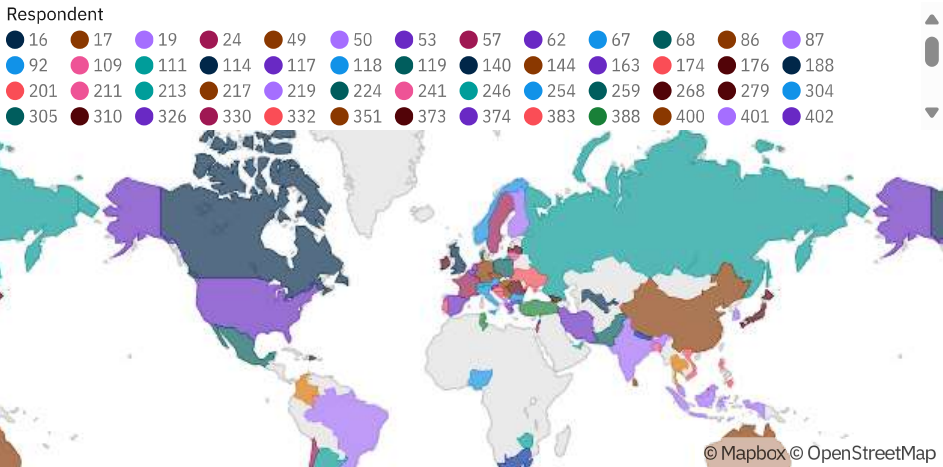 Respondent
16 17 19 24 49 50 53 57 62 67 68 86 87
92 109 111 114 117 118 119 140 144 163 174 176 188
201 211 213 217 219 224 241 246 254 259 268 279 304
305 310 326 330 332 351 373 374 383 388 400 401 402
© Mapbox © OpenStreetMap